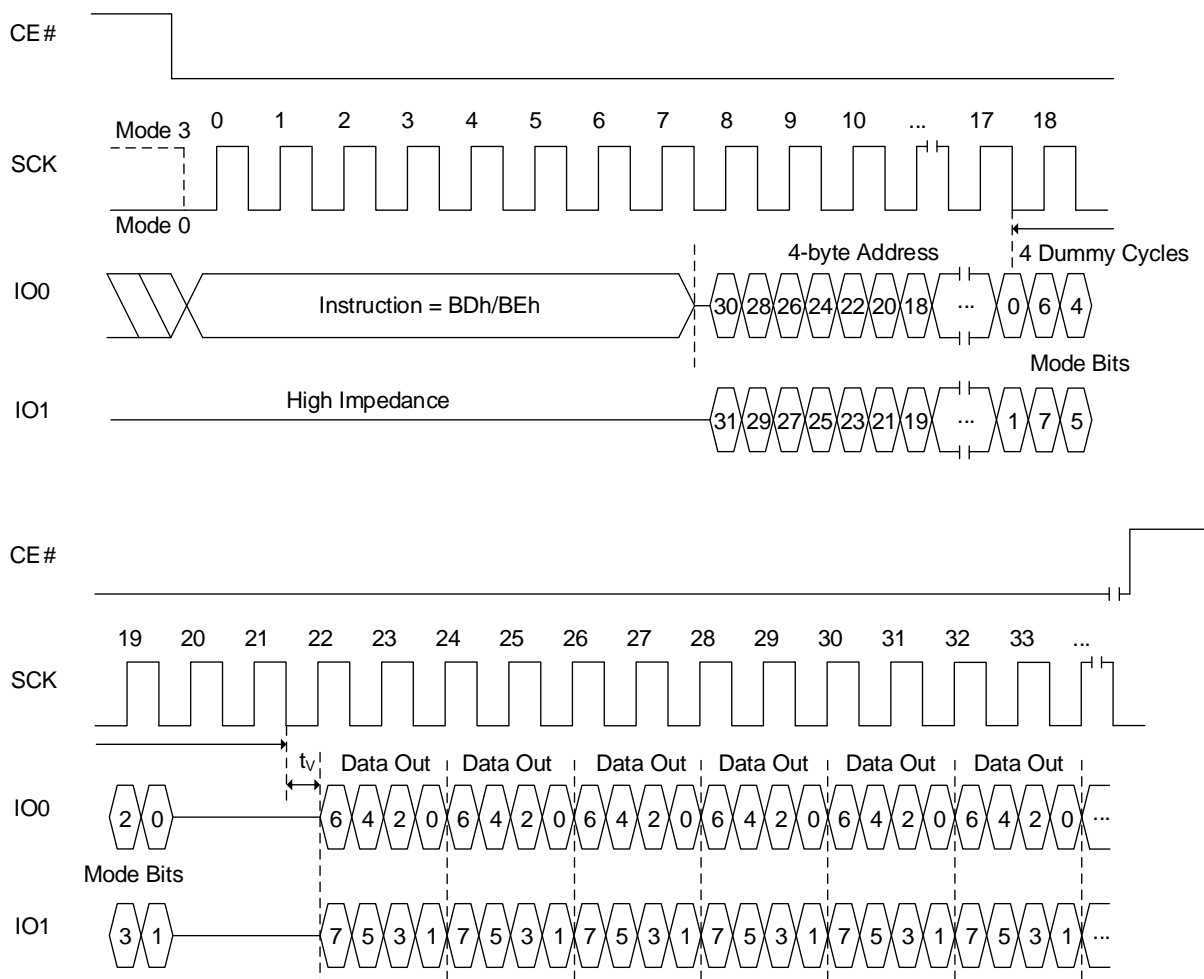 CE#
0 1 2 3 4 5 6 7 8 9 10 ... 17 18
Mode 3
SCK
Mode 0
4-byte Address 4 Dummy Cycles
IO0
Instruction = BDh/BEh 30 28 26 24 22 20 18 ... 0 6 4
Mode Bits
High Impedance
IO1
31 29 27 25 23 21 19 ... 1 7 5
CE#
19 20 21 22 23 24 25 26 27 28 29 30 31 32 33 ...
SCK
tV Data Out Data Out Data Out Data Out Data Out Data Out
IO0 2 0 6 4 2 0 6 4 2 0 6 4 2 0 6 4 2 0 6 4 2 0 6 4 2 0 ...
Mode Bits
IO1 3 1 7 5 3 1 7 5 3 1 7 5 3 1 7 5 3 1 7 5 3 1 7 5 3 1 ...